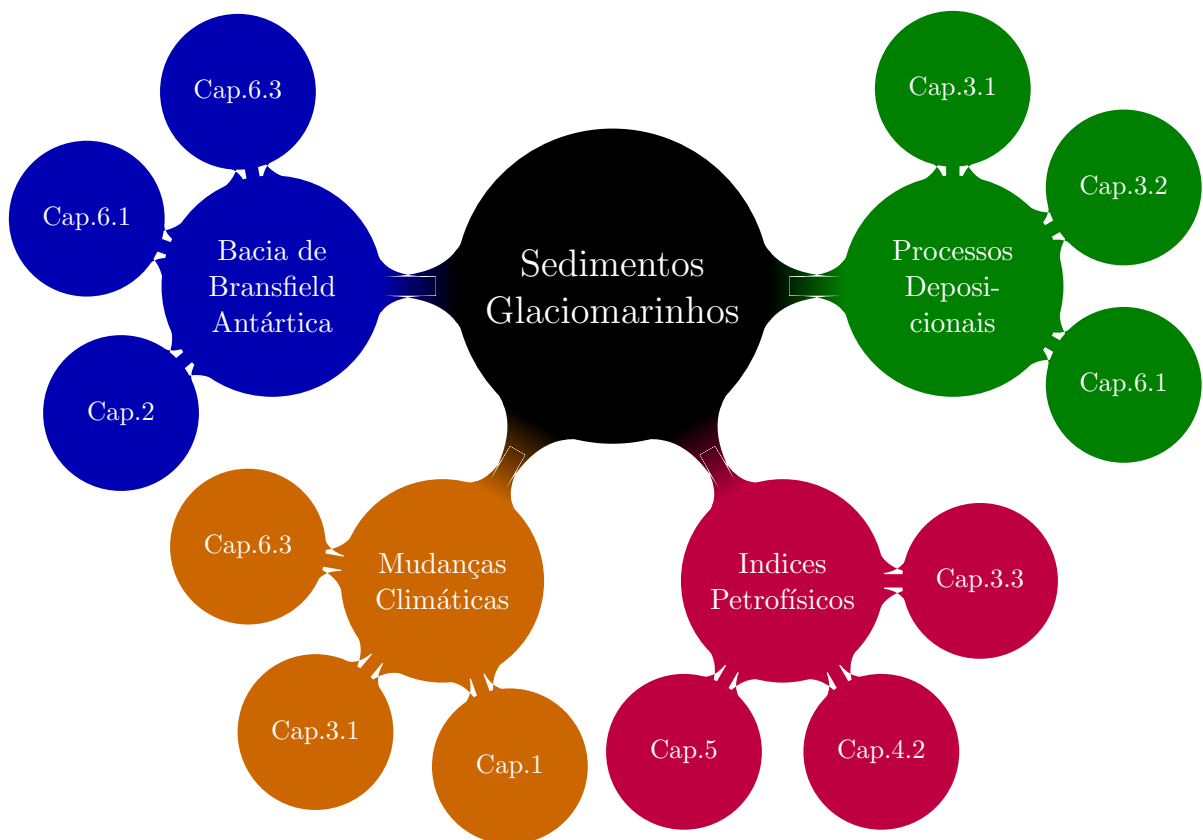 Sedimentos
Glaciomarinhos
Bacia de
Bransfield
Antártica
Cap.6.3
Cap.6.1
Cap.2
Processos
Deposi-
cionais
Cap.3.1
Cap.3.2
Cap.6.1
Mudanças
Climáticas
Cap.6.3
Cap.3.1
Cap.1
Indices
Petrofísicos
Cap.3.3
Cap.5
Cap.4.2